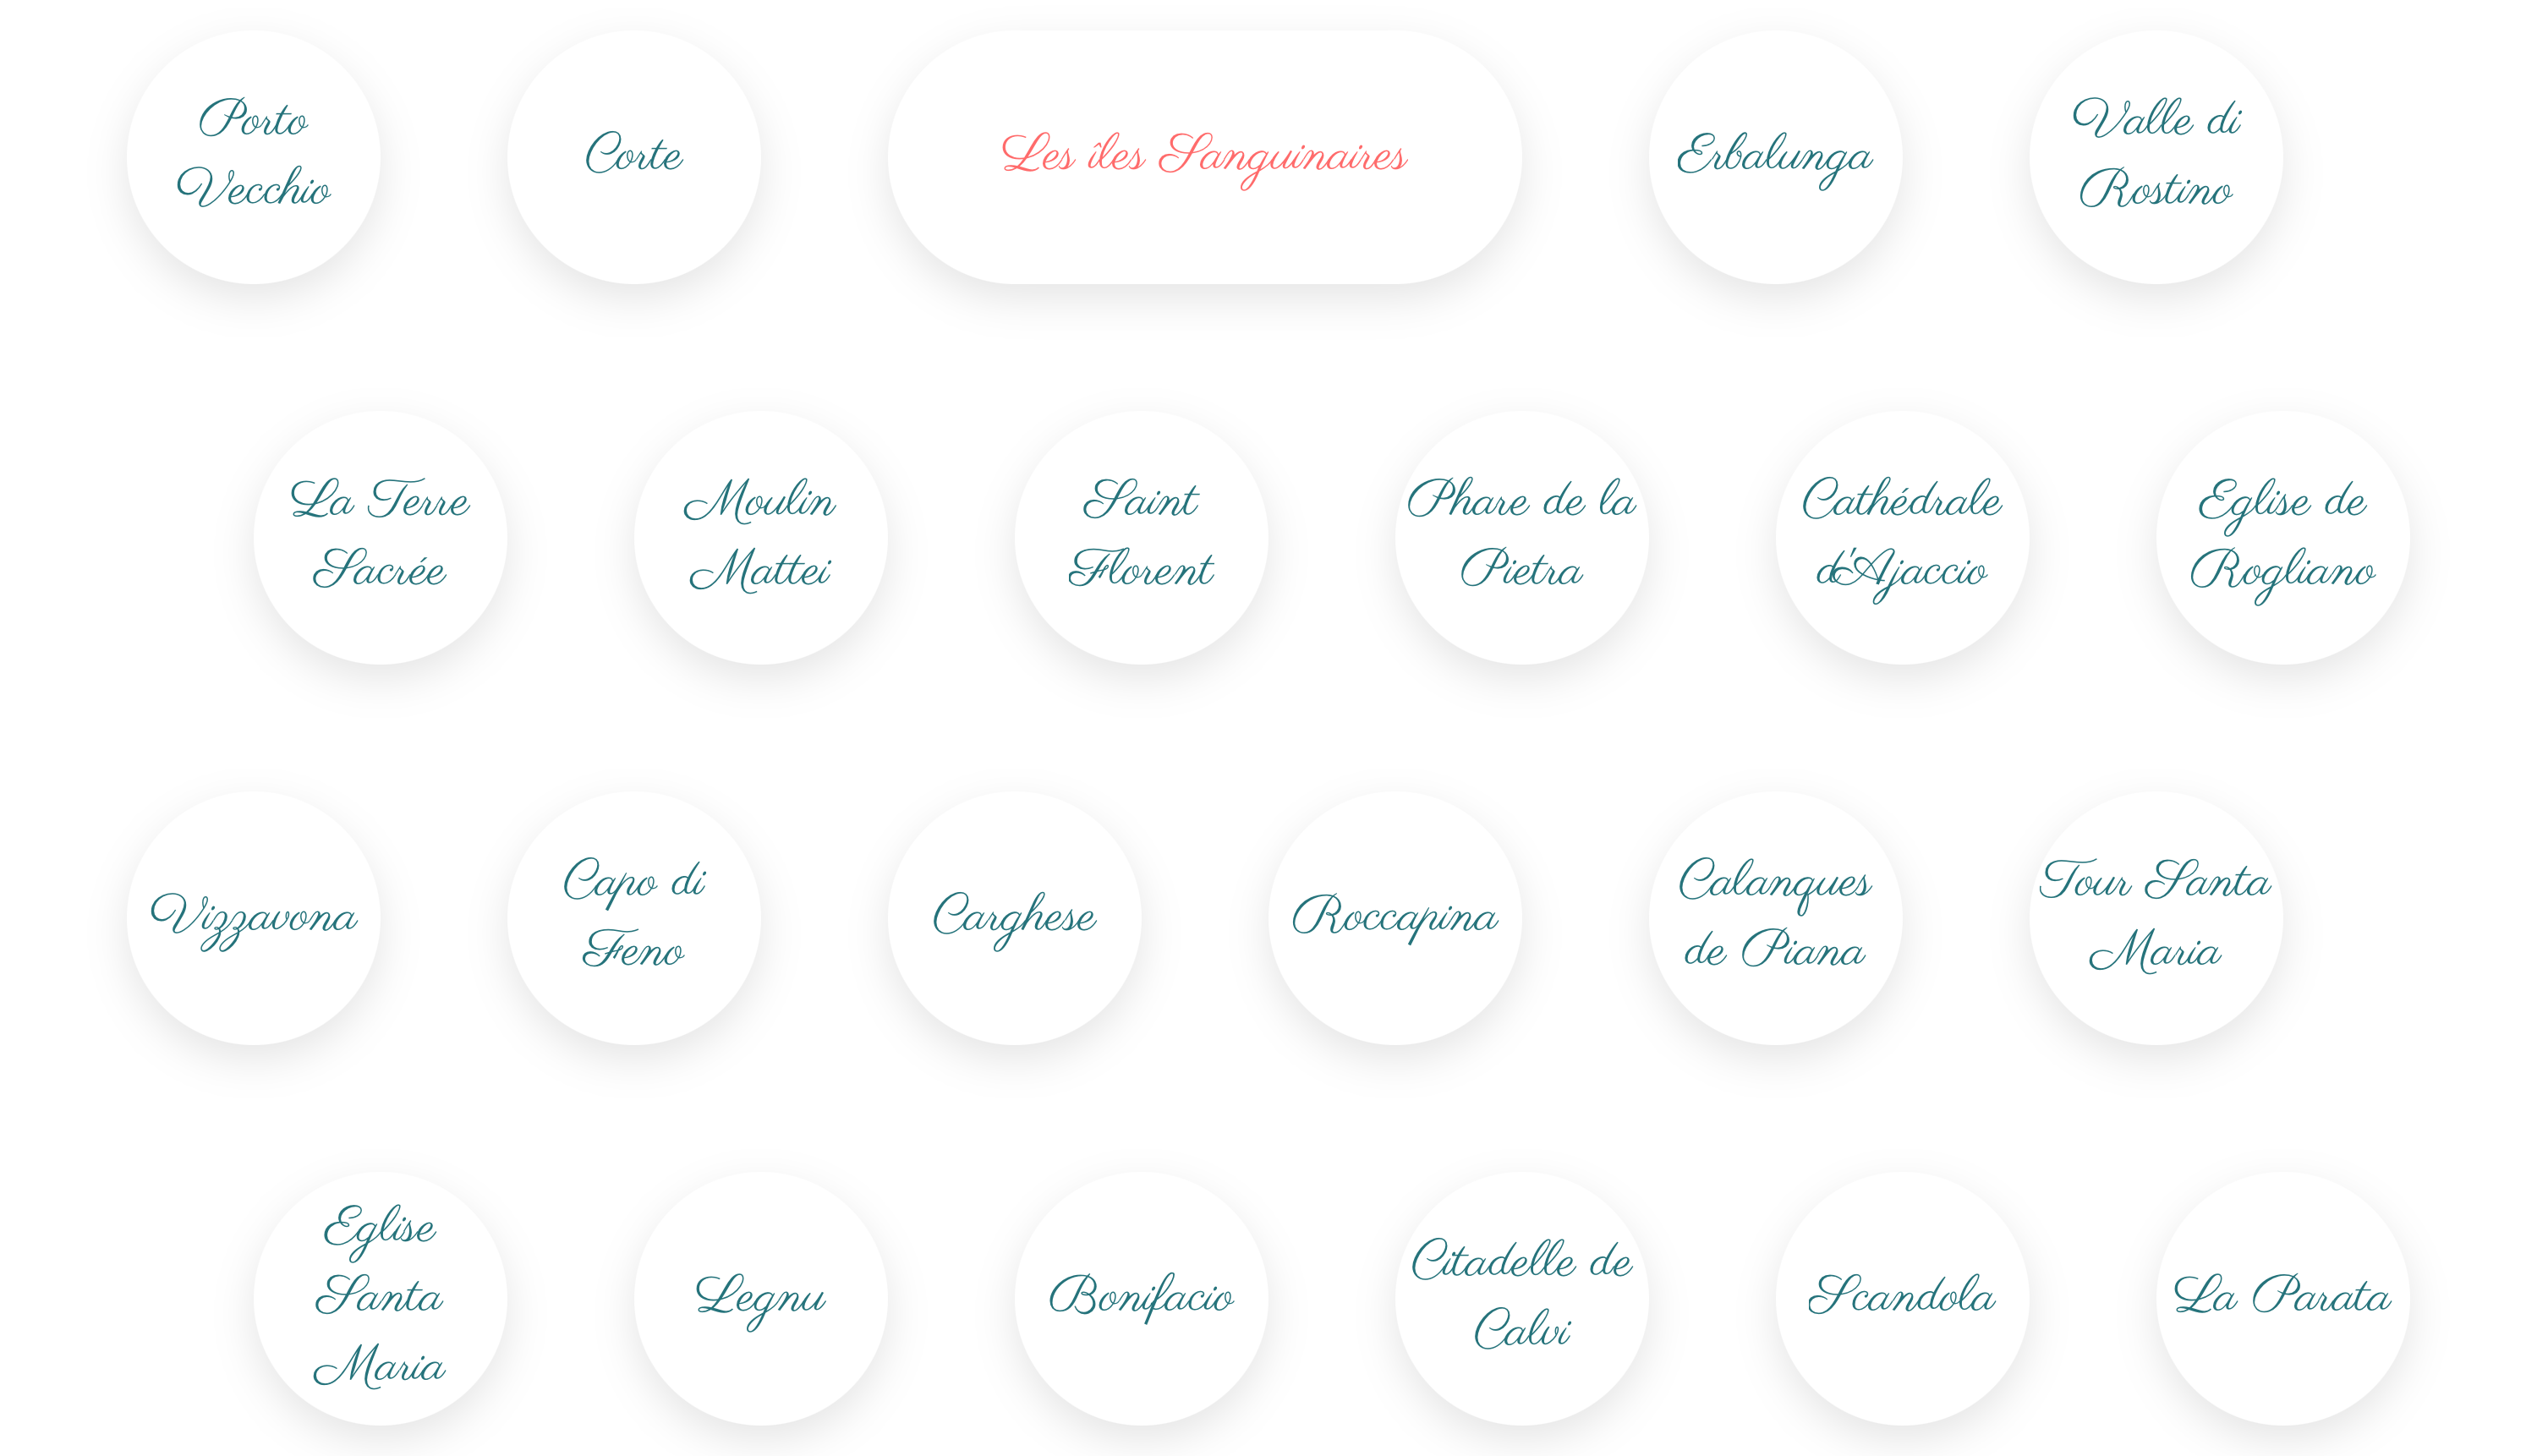 Porto
Vecchio
Corte
Les îles Sanguinaires
Erbalunga
Valle di
Rostino
La Terre
Sacrée
Moulin
Mattei
Saint
Florent
Phare de la
Pietra
Cathédrale
d'Ajaccio
Eglise de
Rogliano
Vizzavona
Capo di
Feno
Carghese
Roccapina
Calanques
de Piana
Tour Santa
Maria
Eglise
Santa
Maria
Legnu
Bonifacio
Citadelle de
Calvi
Scandola
La Parata